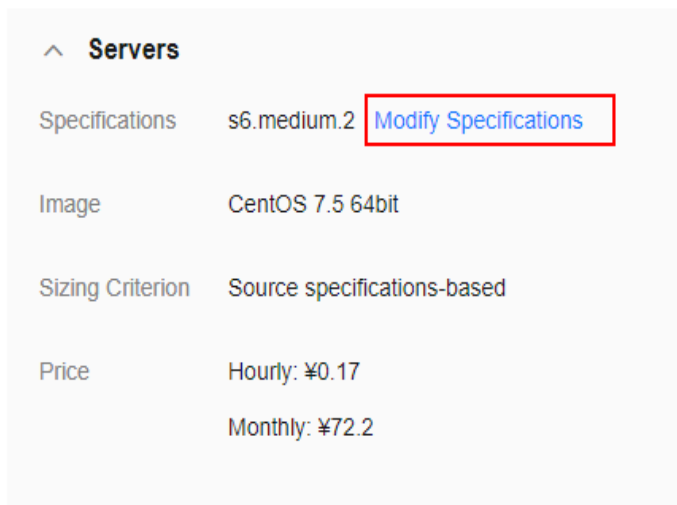 Servers
Specifications s6.medium.2 Modify Specifications
Image CentOS 7.5 64bit
Sizing Criterion Source specifications-based
Price Hourly: ¥0.17
Monthly: ¥72.2